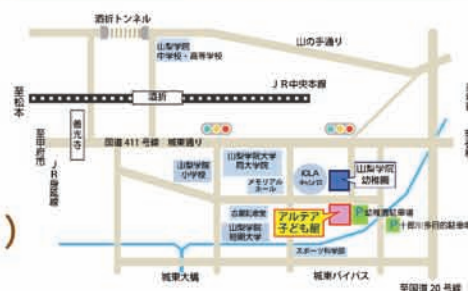 酒折トンネル
山の手通り
山梨学院
中学校・高等学校
至松本
JR中央本線
酒折
善光寺
国道411号線 城東通り
至甲府市
JR身延線
山梨学院
小学校
山梨学院大学
同大学院
メモリアル
ホール
iCLA
山梨学院
幼稚園
古屋記念堂
山梨学院
短期大学
アルテア
子ども館
P 幼稚園駐車場
P 十郎川多目的駐車場
スポーツ科学部
城東大橋
城東バイパス
至国道20号線
)